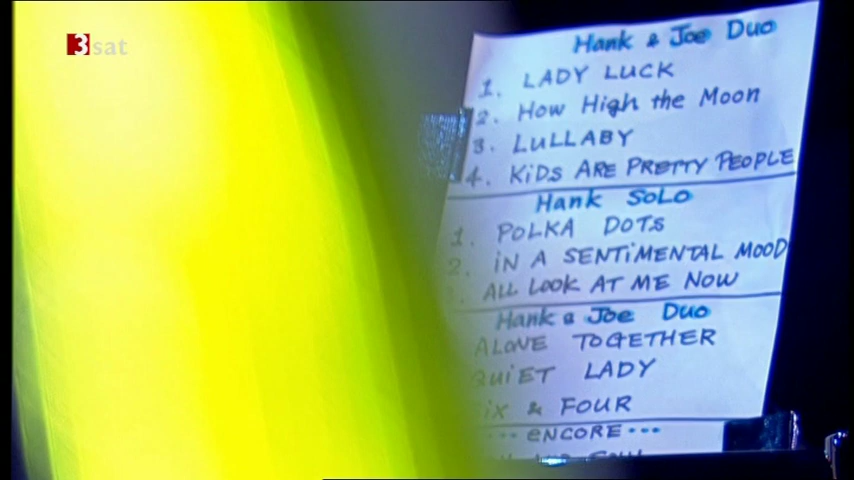 3sat
Hank & Joe Duo
1. LADY LUCK
2. How High the Moon
3. LULLABY
4. KiDS ARE PRETTY PEOPLE
Hank SoLo
1. POLKA DOTS
2. iN A SENTiMENTAL MOOD
ALL LooK AT ME NOW
Hank & Joe Duo
ALONE TOGETHER
QUiET LADY
Six & FOUR
... eNCORE ...